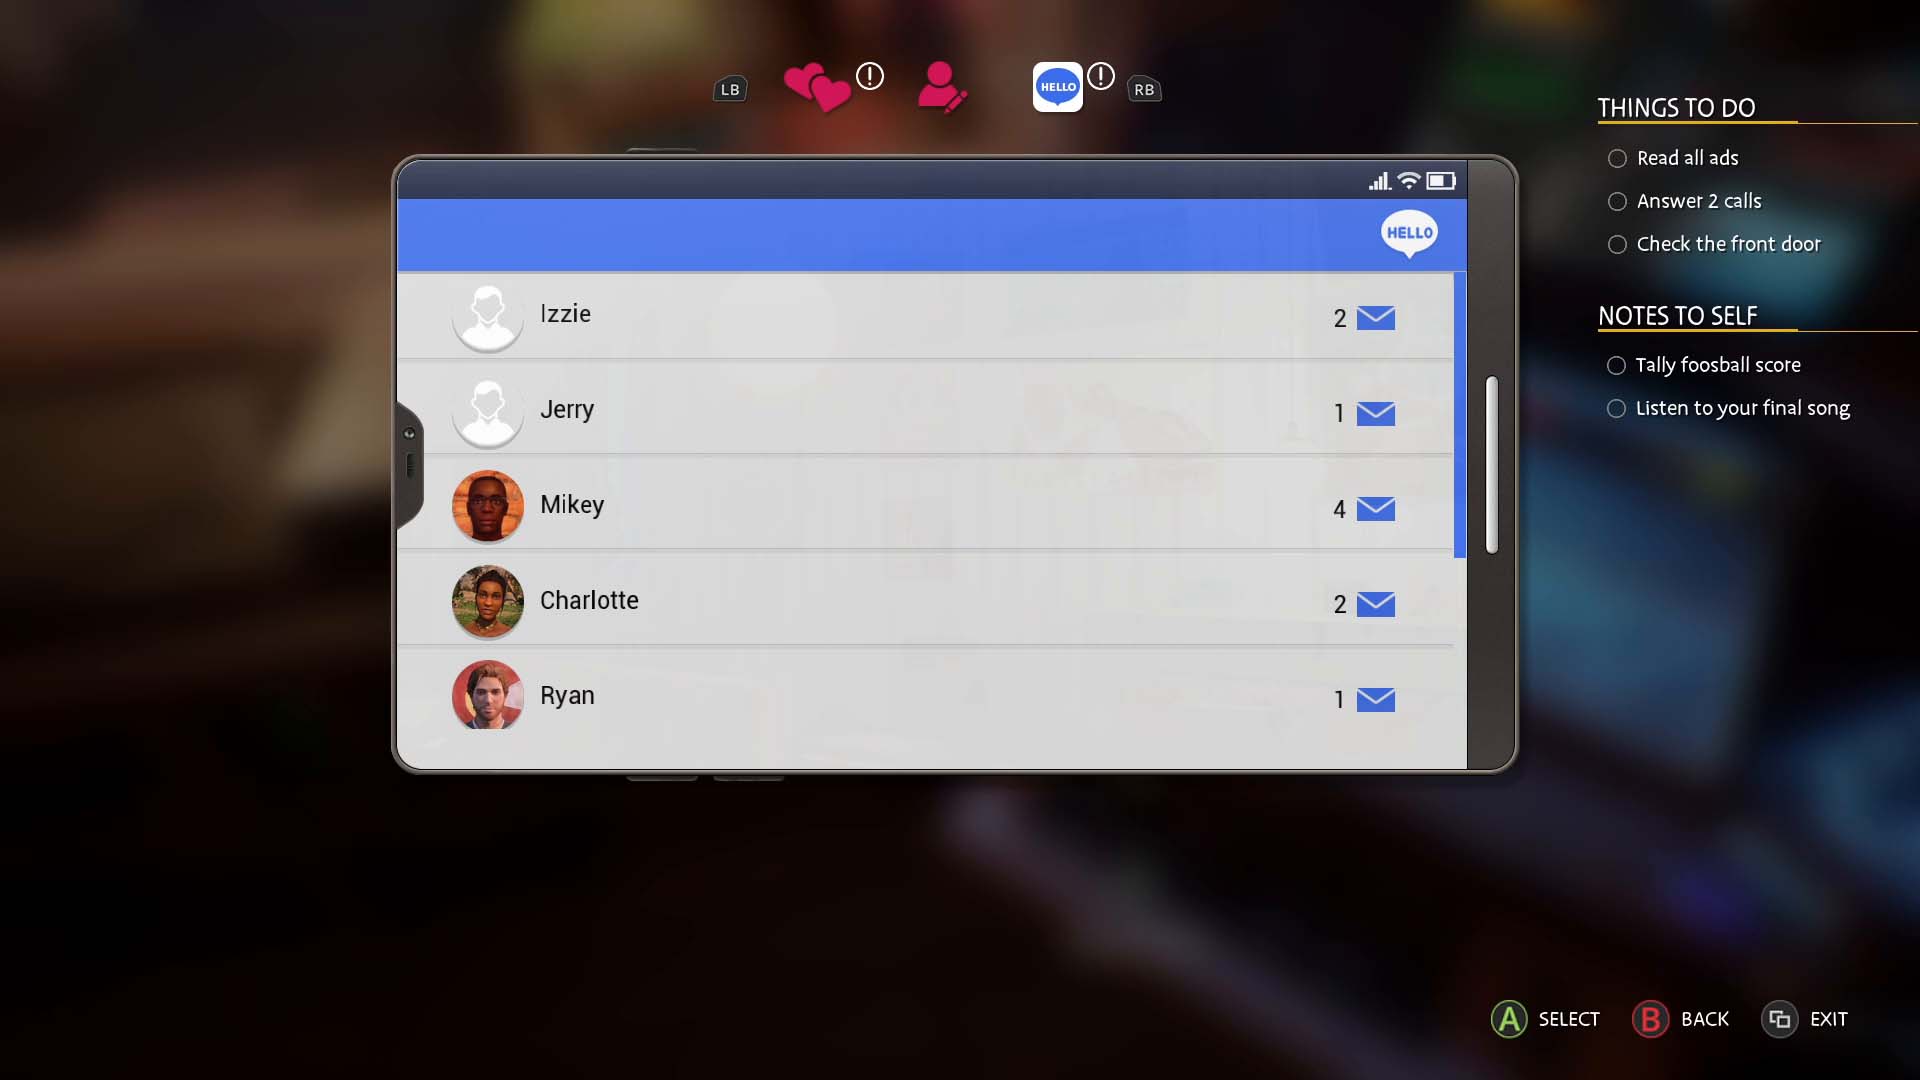 LB
HELLO
RB
HELLO
Izzie
2
Jerry
1
Mikey
4
Charlotte
2
Ryan
1
THINGS TO DO
Read all ads
Answer 2 calls
Check the front door
NOTES TO SELF
Tally foosball score
Listen to your final song
A SELECT B BACK EXIT